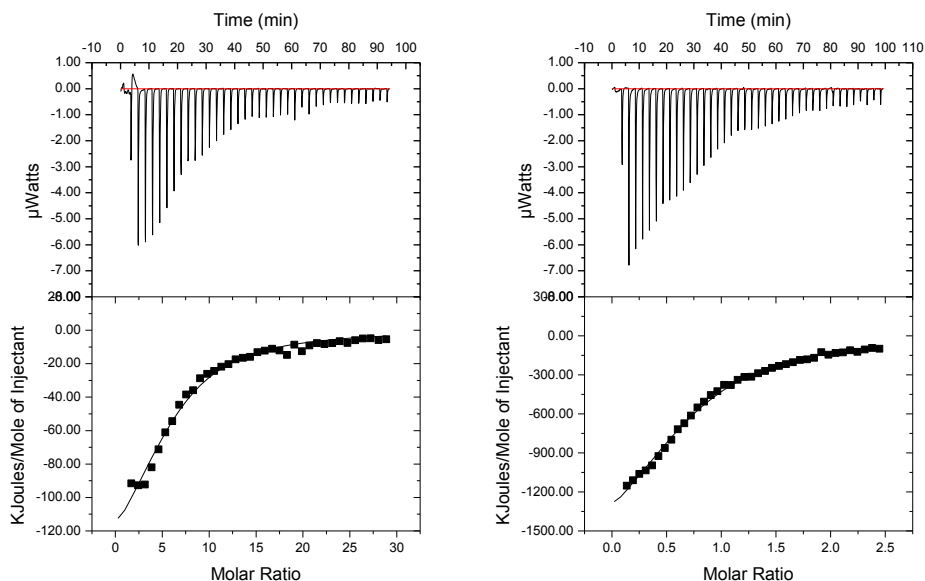 Time (min)
-10 0 10 20 30 40 50 60 70 80 90 100
1.00
0.00
-1.00
-2.00
-3.00
-4.00
-5.00
-6.00
-7.00
µWatts
0.00
-20.00
-40.00
-60.00
-80.00
-100.00
-120.00
KJoules/Mole of Injectant
0 5 10 15 20 25 30
Molar Ratio
Time (min)
-10 0 10 20 30 40 50 60 70 80 90 100 110
1.00
0.00
-1.00
-2.00
-3.00
-4.00
-5.00
-6.00
-7.00
µWatts
0.00
-300.00
-600.00
-900.00
-1200.00
-1500.00
KJoules/Mole of Injectant
0.0 0.5 1.0 1.5 2.0 2.5
Molar Ratio